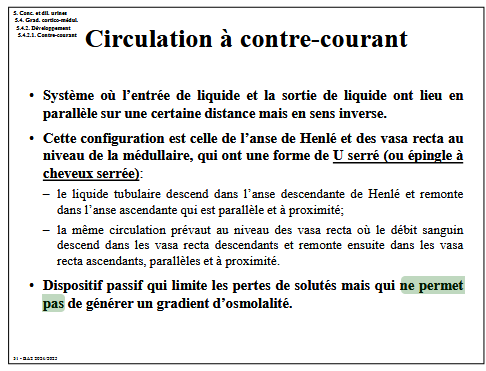 5. Conc. et dil. urines
5.4. Grad. cortico-médul.
5.4.2. Développement
5.4.2.1. Contre-courant
Circulation à contre-courant
• Système où l’entrée de liquide et la sortie de liquide ont lieu en
parallèle sur une certaine distance mais en sens inverse.
• Cette configuration est celle de l’anse de Henlé et des vasa recta au
niveau de la médullaire, qui ont une forme de U serré (ou épingle à
cheveux serrée):
– le liquide tubulaire descend dans l’anse descendante de Henlé et remonte
dans l’anse ascendante qui est parallèle et à proximité;
– la même circulation prévaut au niveau des vasa recta où le débit sanguin
descend dans les vasa recta descendants et remonte ensuite dans les vasa
recta ascendants, parallèles et à proximité.
• Dispositif passif qui limite les pertes de solutés mais qui ne permet
pas de générer un gradient d’osmolalité.